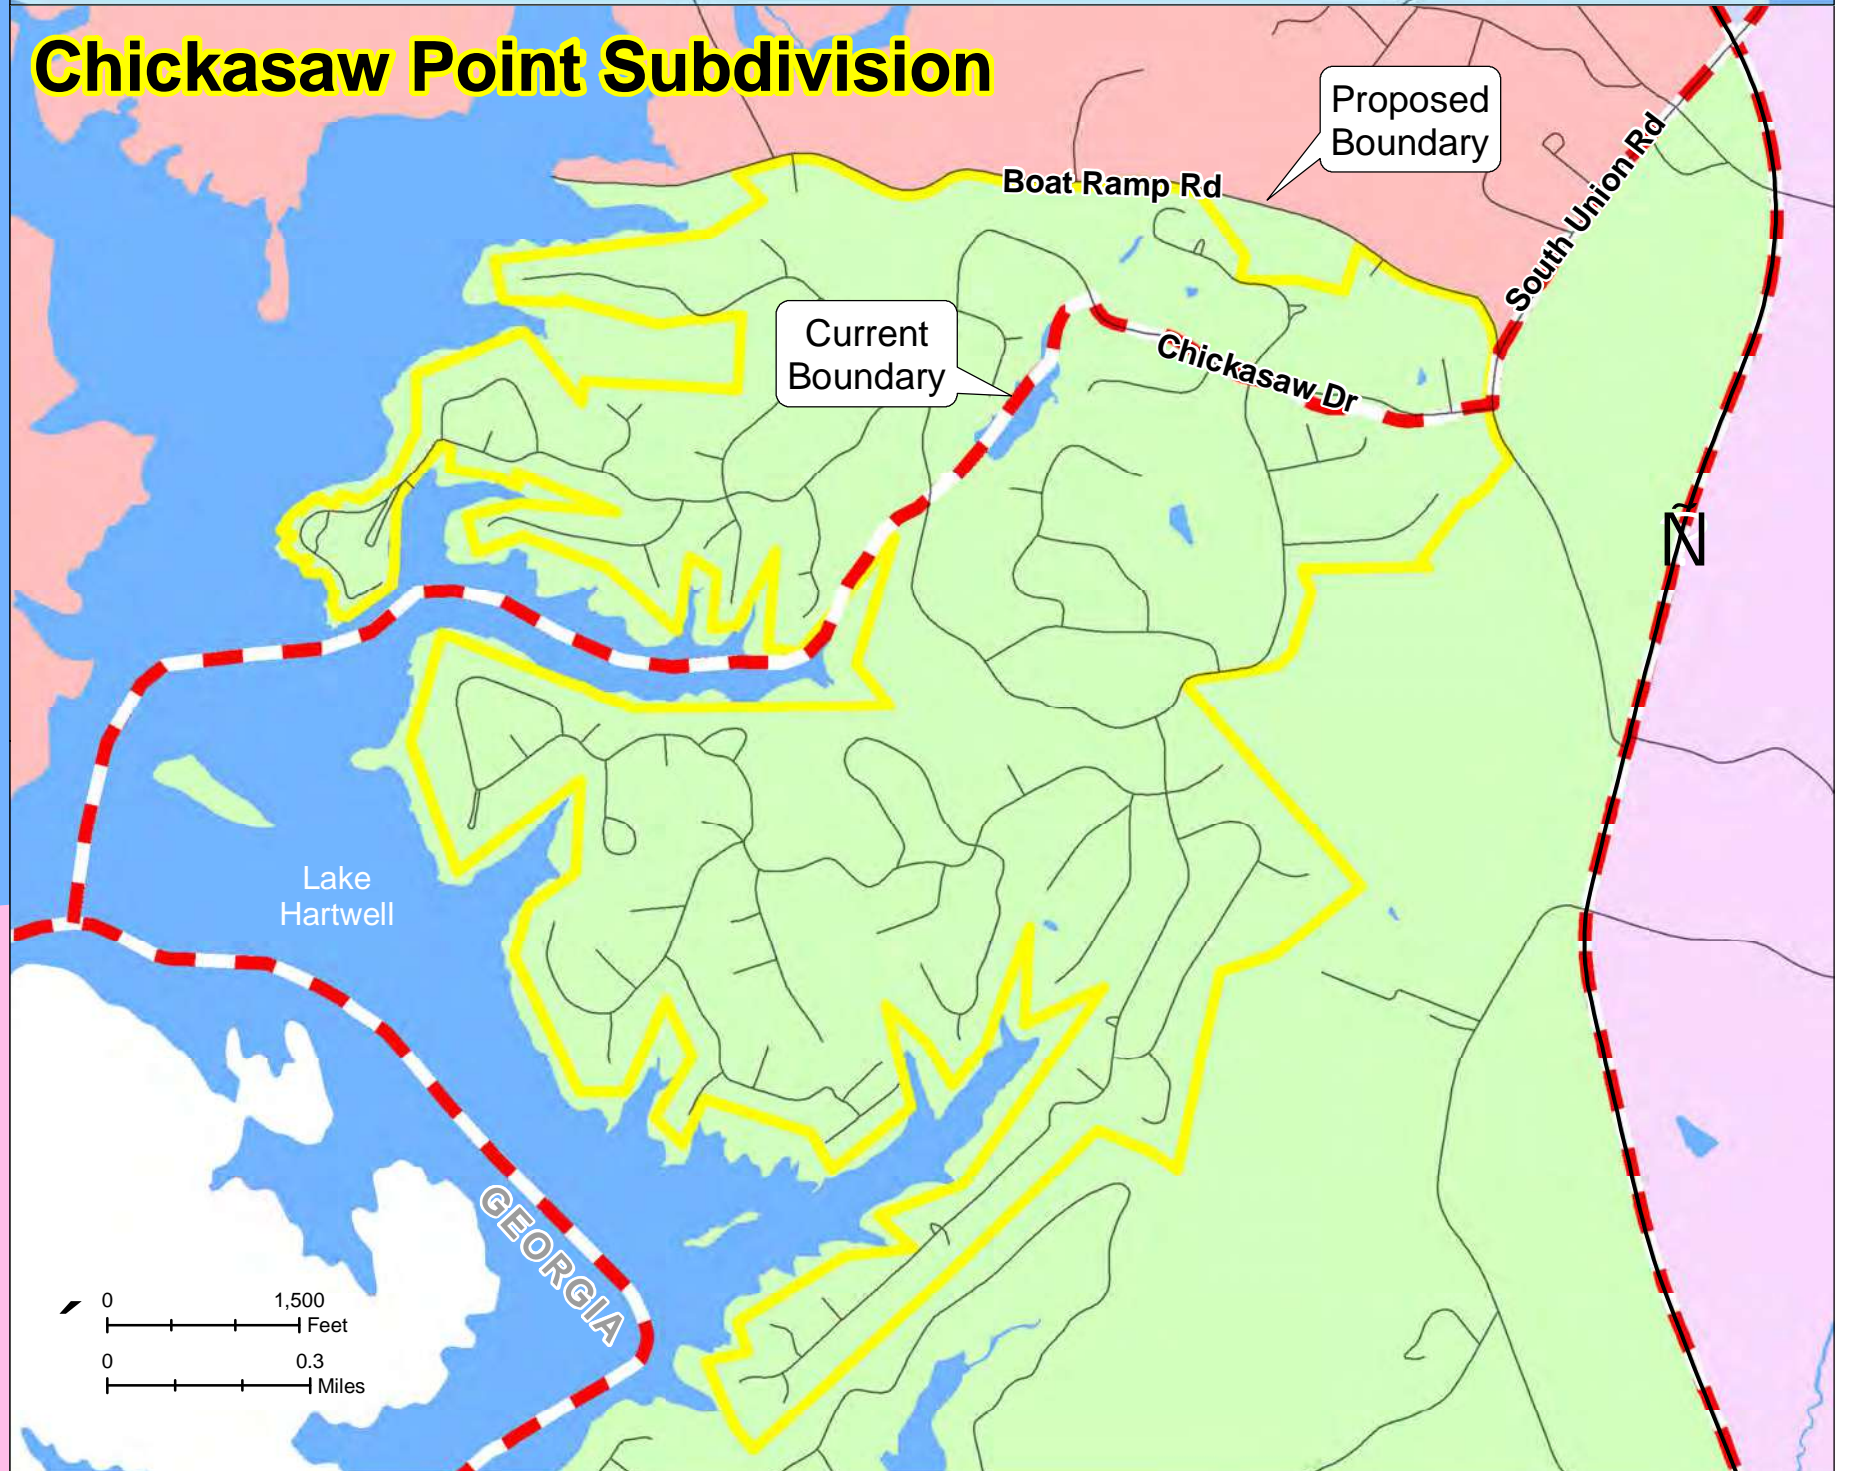 Chickasaw Point Subdivision
Proposed
Boundary
Boat Ramp Rd
South Union Rd
Current
Boundary
Chickasaw Dr
Ñ
Lake
Hartwell
GEORGIA
0 1,500
Feet
0 0.3
Miles